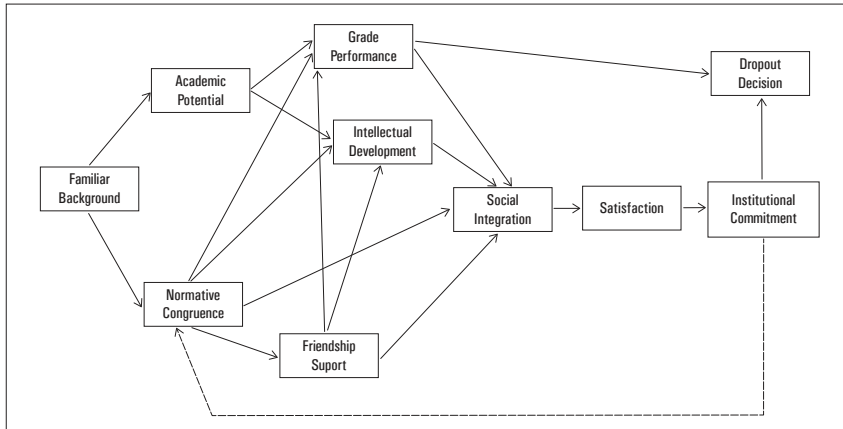 Grade
Performance
Dropout
Decision
Academic
Potential
Intellectual
Development
Familiar
Background
Social
Integration
Satisfaction
Institutional
Commitment
Normative
Congruence
Friendship
Suport